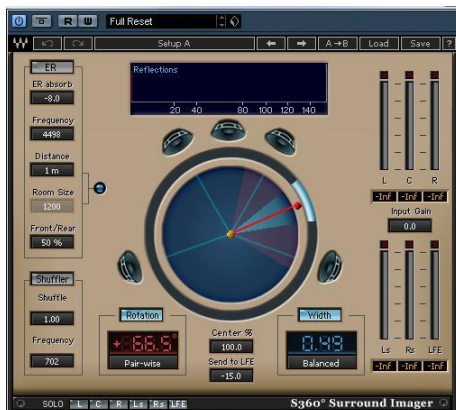 R W Full Reset
Setup A A→B Load Save ?
ER
ER absorb
-8.0
Frequency
4498
Distance
1 m
Room Size
1200
Front/Rear
50 %
Reflections
20 40 80 100 120 140
L C R
-Inf -Inf -Inf
Input Gain
0.0
Ls Rs LFE
-Inf -Inf -Inf
Shuffler
Shuffle
1.00
Frequency
702
Rotation
+66.5°
Pair-wise
Center %
100.0
Send to LFE
-15.0
Width
0.49
Balanced
SOLO L C R Ls Rs LFE
S360° Surround Imager